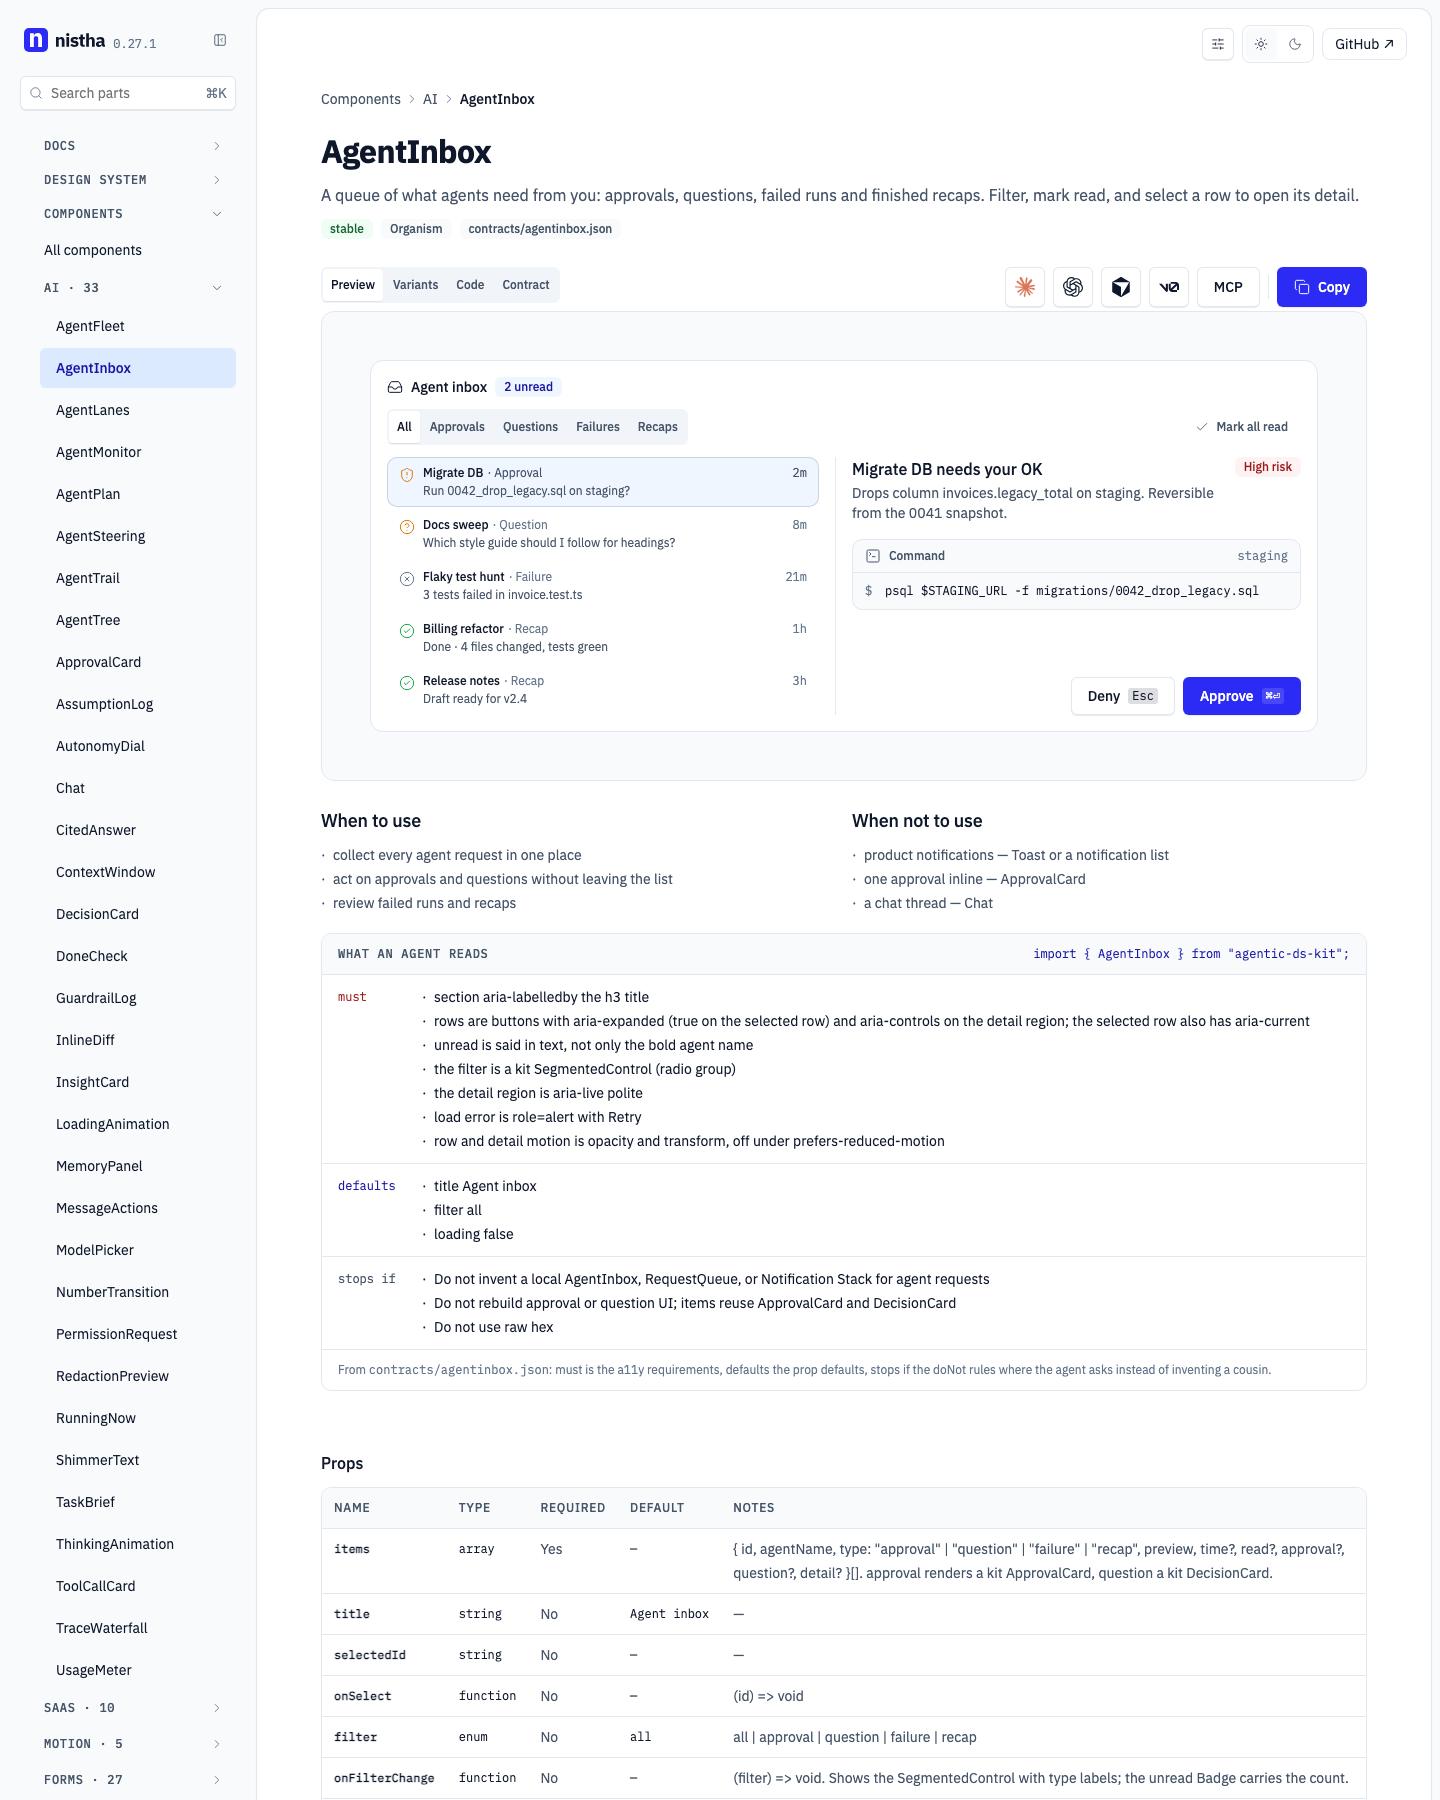 n nistha 0.27.1
Search parts ⌘K
DOCS
DESIGN SYSTEM
COMPONENTS
All components
AI · 33
AgentFleet
AgentInbox
AgentLanes
AgentMonitor
AgentPlan
AgentSteering
AgentTrail
AgentTree
ApprovalCard
AssumptionLog
AutonomyDial
Chat
CitedAnswer
ContextWindow
DecisionCard
DoneCheck
GuardrailLog
InlineDiff
InsightCard
LoadingAnimation
MemoryPanel
MessageActions
ModelPicker
NumberTransition
PermissionRequest
RedactionPreview
RunningNow
ShimmerText
TaskBrief
ThinkingAnimation
ToolCallCard
TraceWaterfall
UsageMeter
SAAS · 10
MOTION · 5
FORMS · 27
GitHub ↗
Components > AI > AgentInbox
AgentInbox
A queue of what agents need from you: approvals, questions, failed runs and finished recaps. Filter, mark read, and select a row to open its detail.
stable Organism contracts/agentinbox.json
Preview Variants Code Contract
v0 MCP Copy
Agent inbox 2 unread
All Approvals Questions Failures Recaps
Mark all read
Migrate DB · Approval 2m
Run 0042_drop_legacy.sql on staging?
Docs sweep · Question 8m
Which style guide should I follow for headings?
Flaky test hunt · Failure 21m
3 tests failed in invoice.test.ts
Billing refactor · Recap 1h
Done · 4 files changed, tests green
Release notes · Recap 3h
Draft ready for v2.4
Migrate DB needs your OK High risk
Drops column invoices.legacy_total on staging. Reversible
from the 0041 snapshot.
Command staging
$ psql $STAGING_URL -f migrations/0042_drop_legacy.sql
Deny Esc Approve ⌘⏎
When to use
· collect every agent request in one place
· act on approvals and questions without leaving the list
· review failed runs and recaps
When not to use
· product notifications — Toast or a notification list
· one approval inline — ApprovalCard
· a chat thread — Chat
WHAT AN AGENT READS import { AgentInbox } from "agentic-ds-kit";
must
· section aria-labelledby the h3 title
· rows are buttons with aria-expanded (true on the selected row) and aria-controls on the detail region; the selected row also has aria-current
· unread is said in text, not only the bold agent name
· the filter is a kit SegmentedControl (radio group)
· the detail region is aria-live polite
· load error is role=alert with Retry
· row and detail motion is opacity and transform, off under prefers-reduced-motion
defaults
· title Agent inbox
· filter all
· loading false
stops if
· Do not invent a local AgentInbox, RequestQueue, or Notification Stack for agent requests
· Do not rebuild approval or question UI; items reuse ApprovalCard and DecisionCard
· Do not use raw hex
From contracts/agentinbox.json: must is the a11y requirements, defaults the prop defaults, stops if the doNot rules where the agent asks instead of inventing a cousin.
Props
NAME TYPE REQUIRED DEFAULT NOTES
items array Yes — { id, agentName, type: "approval" | "question" | "failure" | "recap", preview, time?, read?, approval?,
question?, detail? }[]. approval renders a kit ApprovalCard, question a kit DecisionCard.
title string No Agent inbox —
selectedId string No — —
onSelect function No — (id) => void
filter enum No all all | approval | question | failure | recap
onFilterChange function No — (filter) => void. Shows the SegmentedControl with type labels; the unread Badge carries the count.